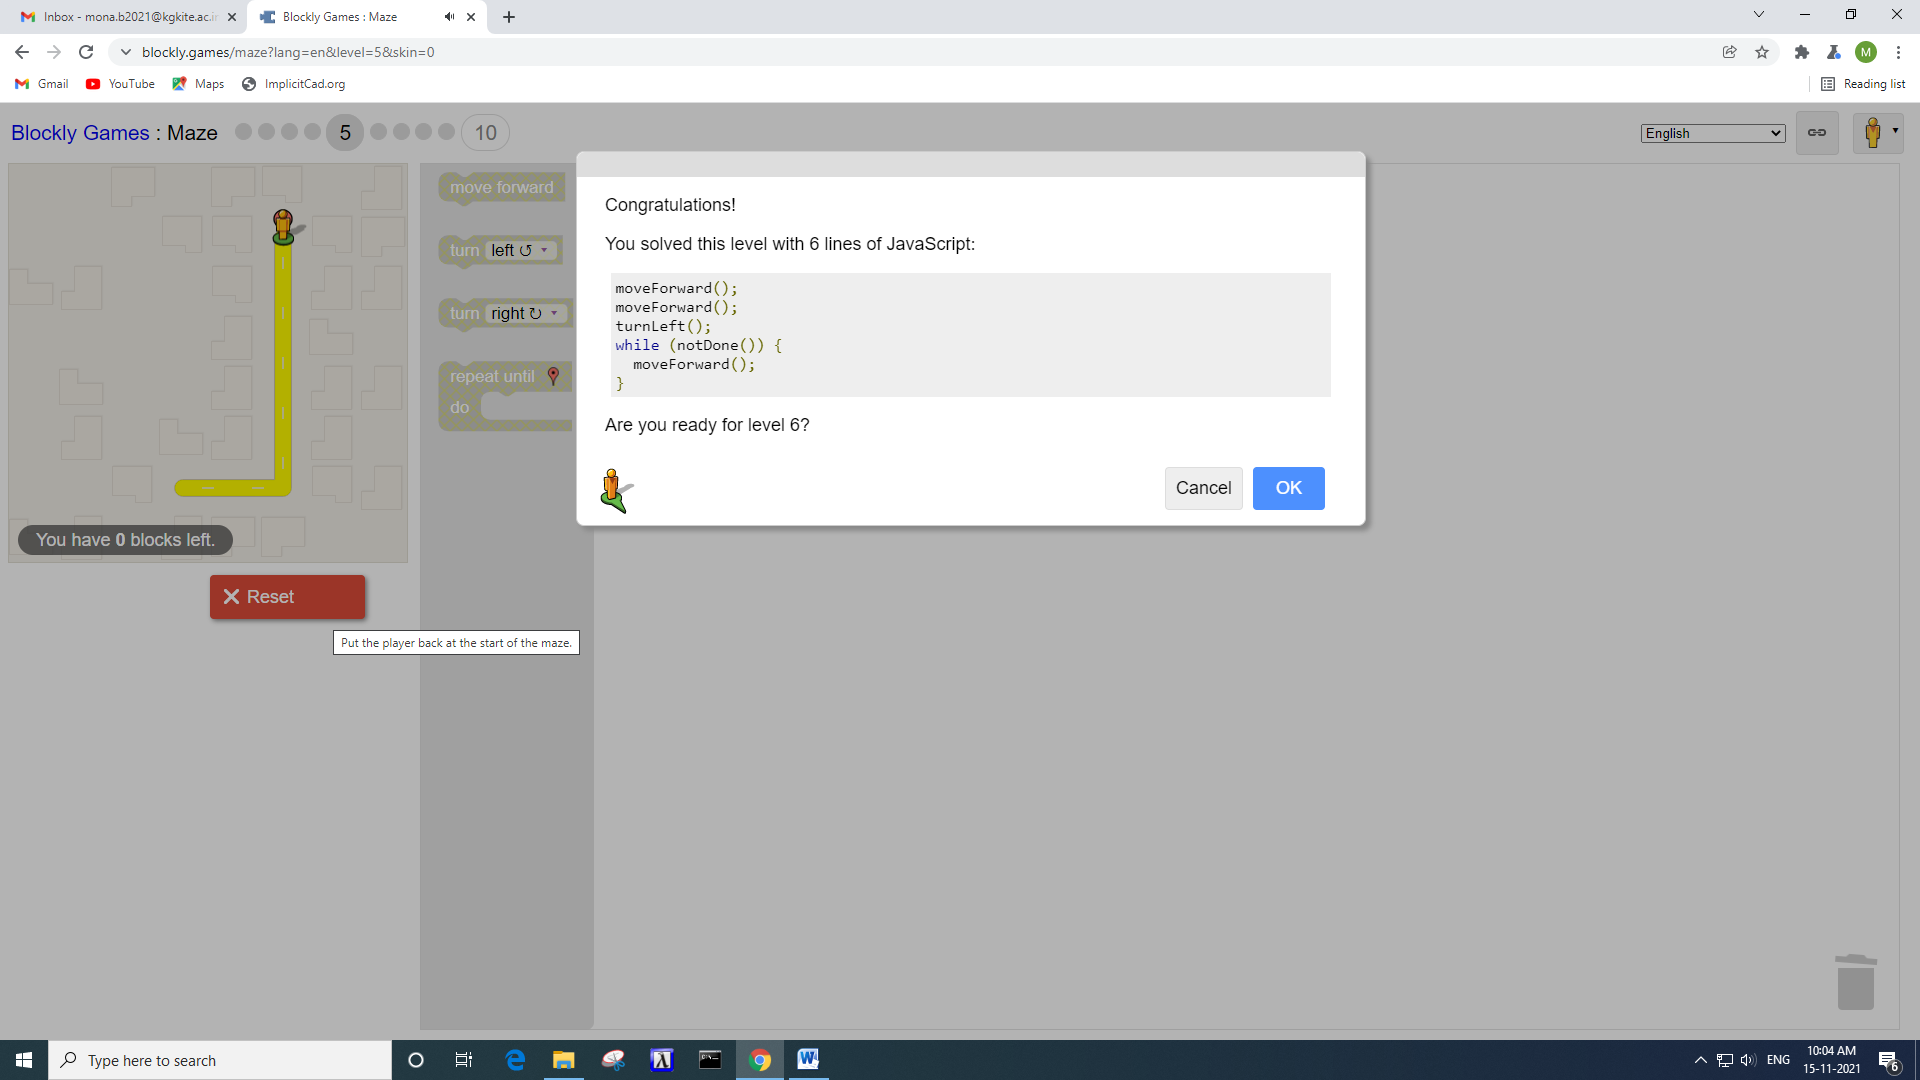 Inbox - mona.b2021@kgkite.ac.in
Blockly Games : Maze
blockly.games/maze?lang=en&level=5&skin=0
M
Gmail
YouTube
Maps
ImplicitCad.org
Reading list
Blockly Games : Maze
5
10
English
move forward
turn left
turn right
repeat until
do
Congratulations!
You solved this level with 6 lines of JavaScript:
moveForward();
moveForward();
turnLeft();
while (notDone()) {
  moveForward();
}
Are you ready for level 6?
Cancel
OK
You have 0 blocks left.
Reset
Put the player back at the start of the maze.
Type here to search
ENG
10:04 AM
15-11-2021
6